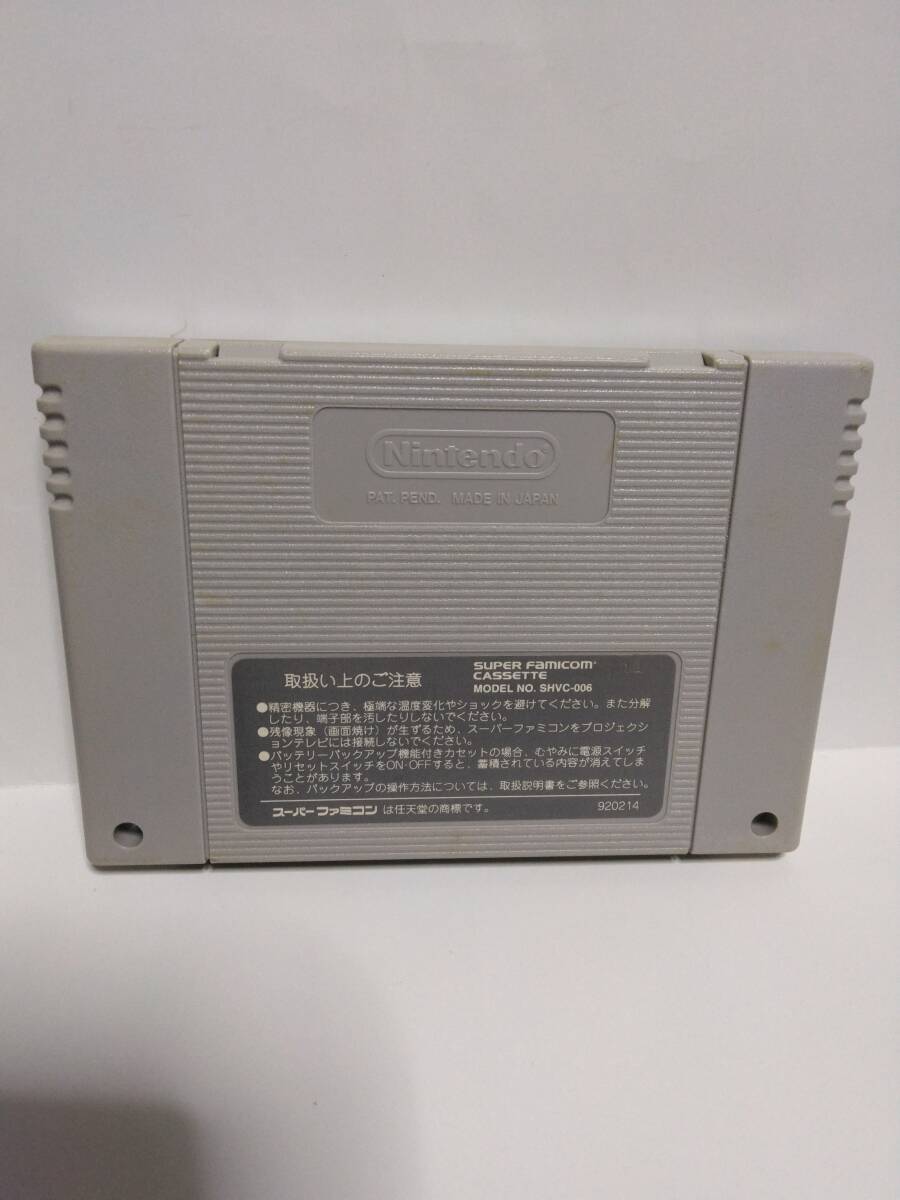 Nintendo
PAT. PEND. MADE IN JAPAN
取扱い上のご注意
SUPER FAMICOM
CASSETTE
MODEL NO. SHVC-006
●精密機器につき、極端な温度変化やショックを避けてください。また分解
したり、端子部を汚したりしないでください。
●残像現象(画面焼け)が生ずるため、スーパーファミコンをプロジェクシ
ョンテレビには接続しないでください。
●バッテリーバックアップ機能付きカセットの場合、むやみに電源スイッチ
やリセットスイッチをON・OFFすると、蓄積されている内容が消えてしま
うことがあります。
なお、バックアップの操作方法については、取扱説明書をご参照ください。
スーパーファミコン は任天堂の商標です。
920214